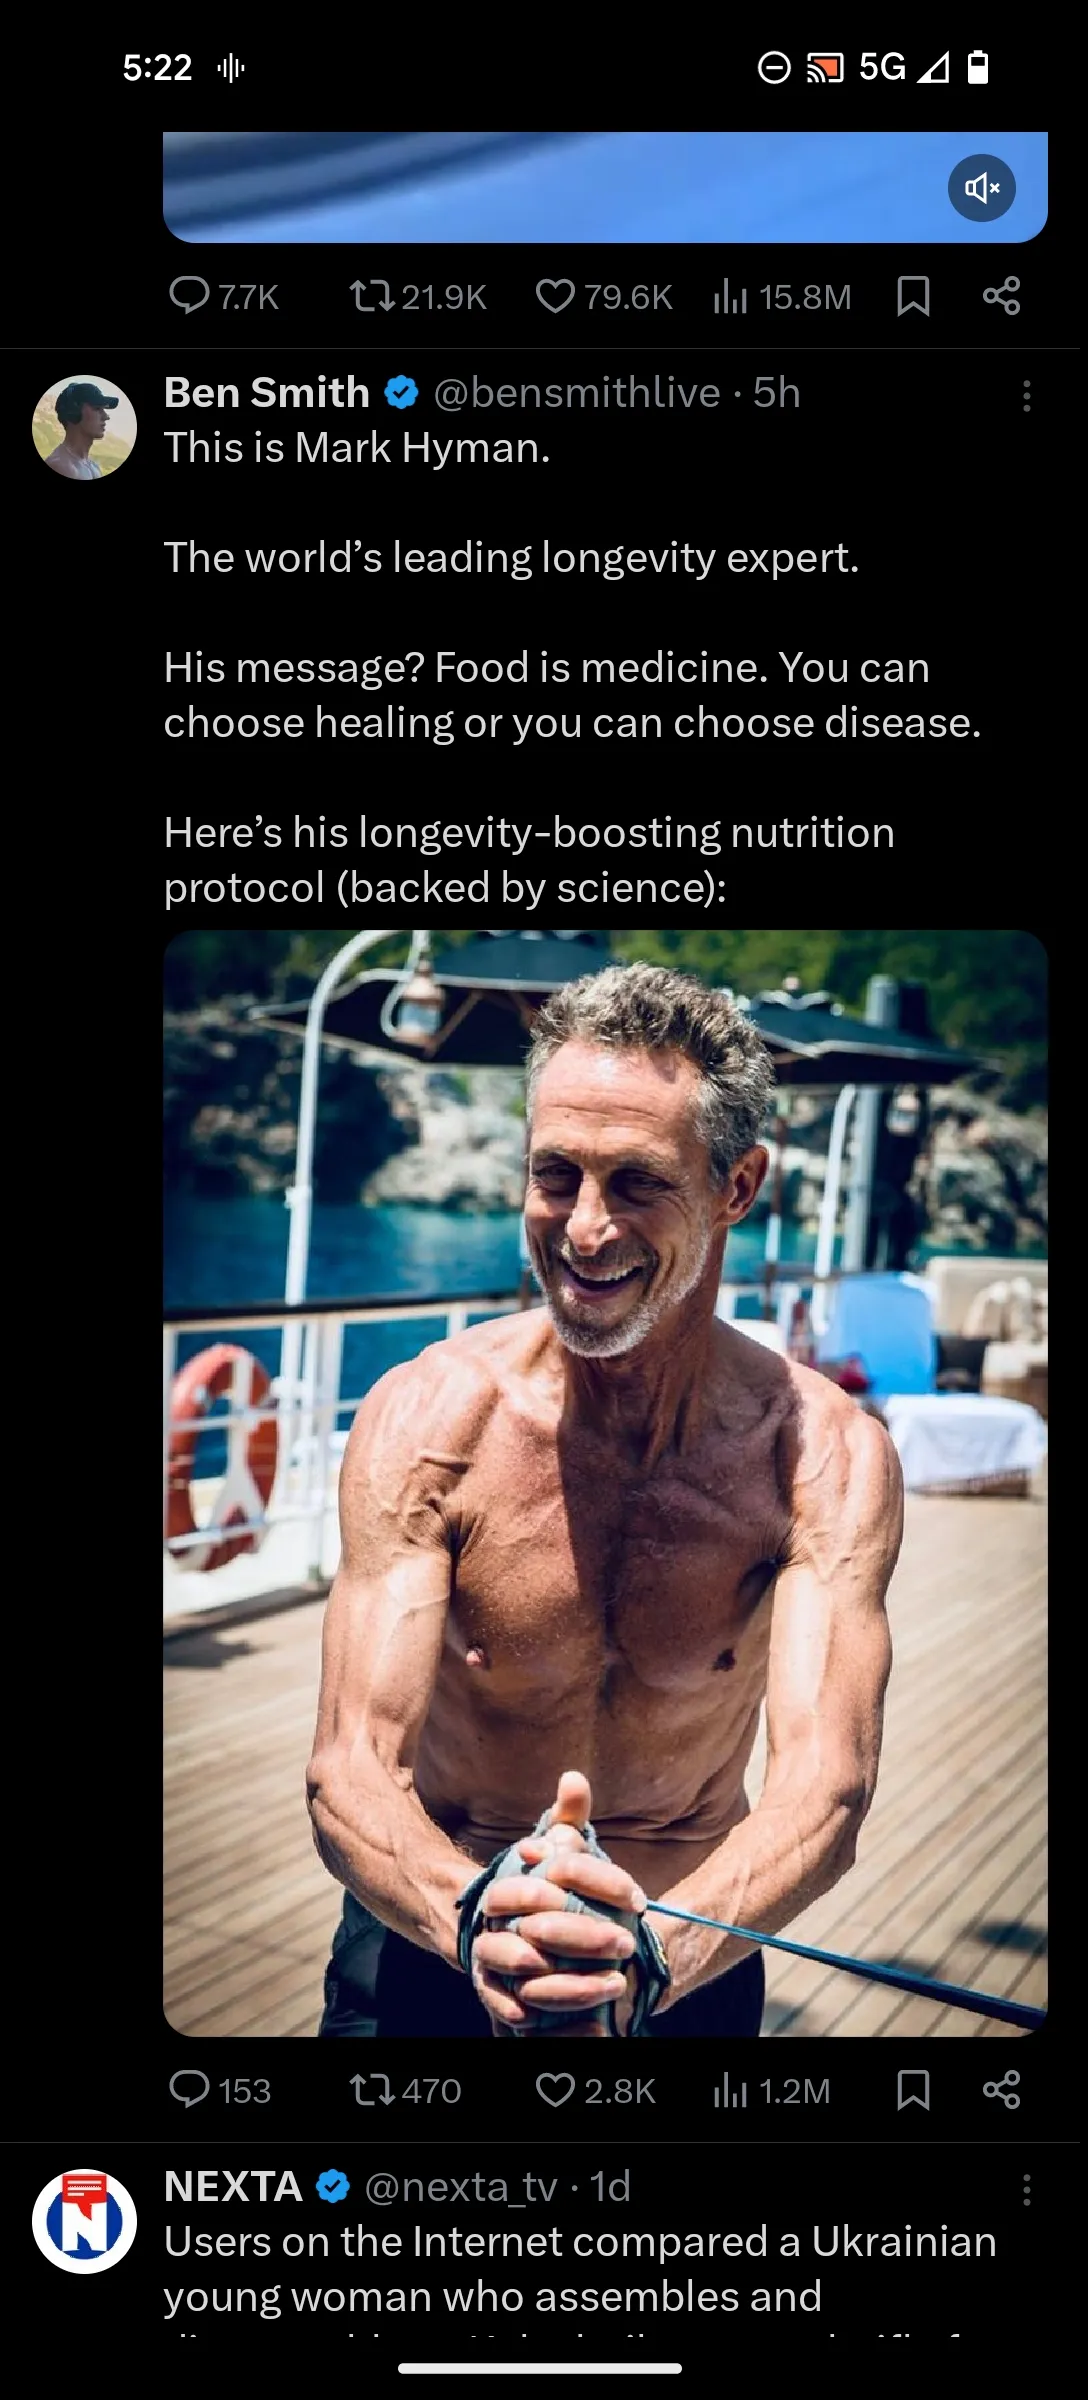 5:22
5G
7.7K 21.9K 79.6K 15.8M
Ben Smith @bensmithlive · 5h
This is Mark Hyman.
The world’s leading longevity expert.
His message? Food is medicine. You can
choose healing or you can choose disease.
Here’s his longevity-boosting nutrition
protocol (backed by science):
153 470 2.8K 1.2M
NEXTA @nexta_tv · 1d
Users on the Internet compared a Ukrainian
young woman who assembles and